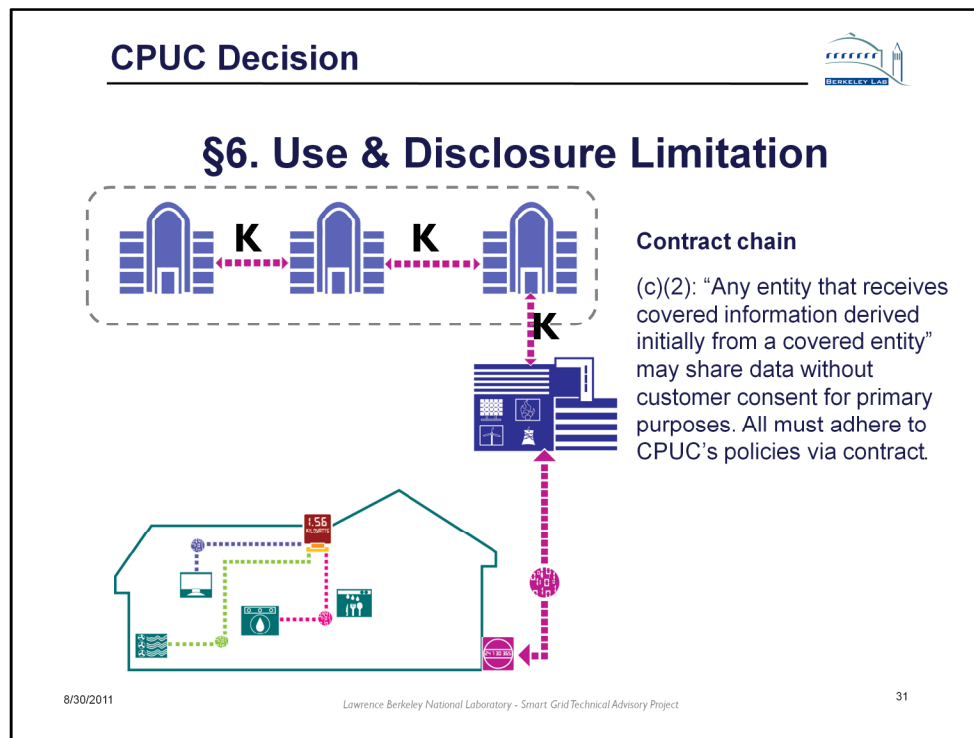 CPUC Decision
BERKELEY LAB
§6. Use & Disclosure Limitation
K
K
K
Contract chain
(c)(2): “Any entity that receives
covered information derived
initially from a covered entity”
may share data without
customer consent for primary
purposes. All must adhere to
CPUC’s policies via contract.
1.56
KILOWATTS
8/30/2011
Lawrence Berkeley National Laboratory - Smart Grid Technical Advisory Project
31